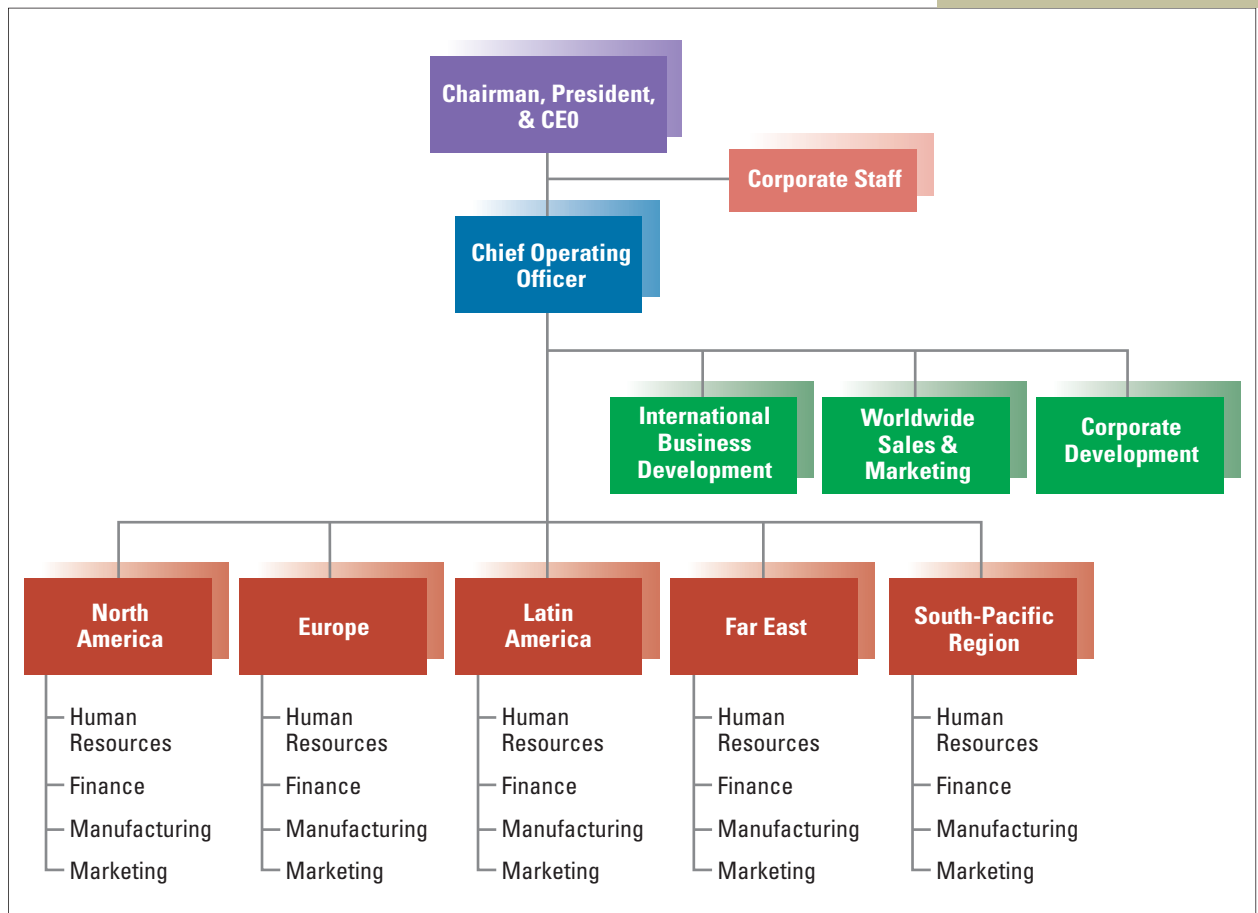 Chairman, President,
& CEO
Corporate Staff
Chief Operating
Officer
International
Business
Development
Worldwide
Sales &
Marketing
Corporate
Development
North
America
Europe
Latin
America
Far East
South-Pacific
Region
Human
Resources
Finance
Manufacturing
Marketing
Human
Resources
Finance
Manufacturing
Marketing
Human
Resources
Finance
Manufacturing
Marketing
Human
Resources
Finance
Manufacturing
Marketing
Human
Resources
Finance
Manufacturing
Marketing